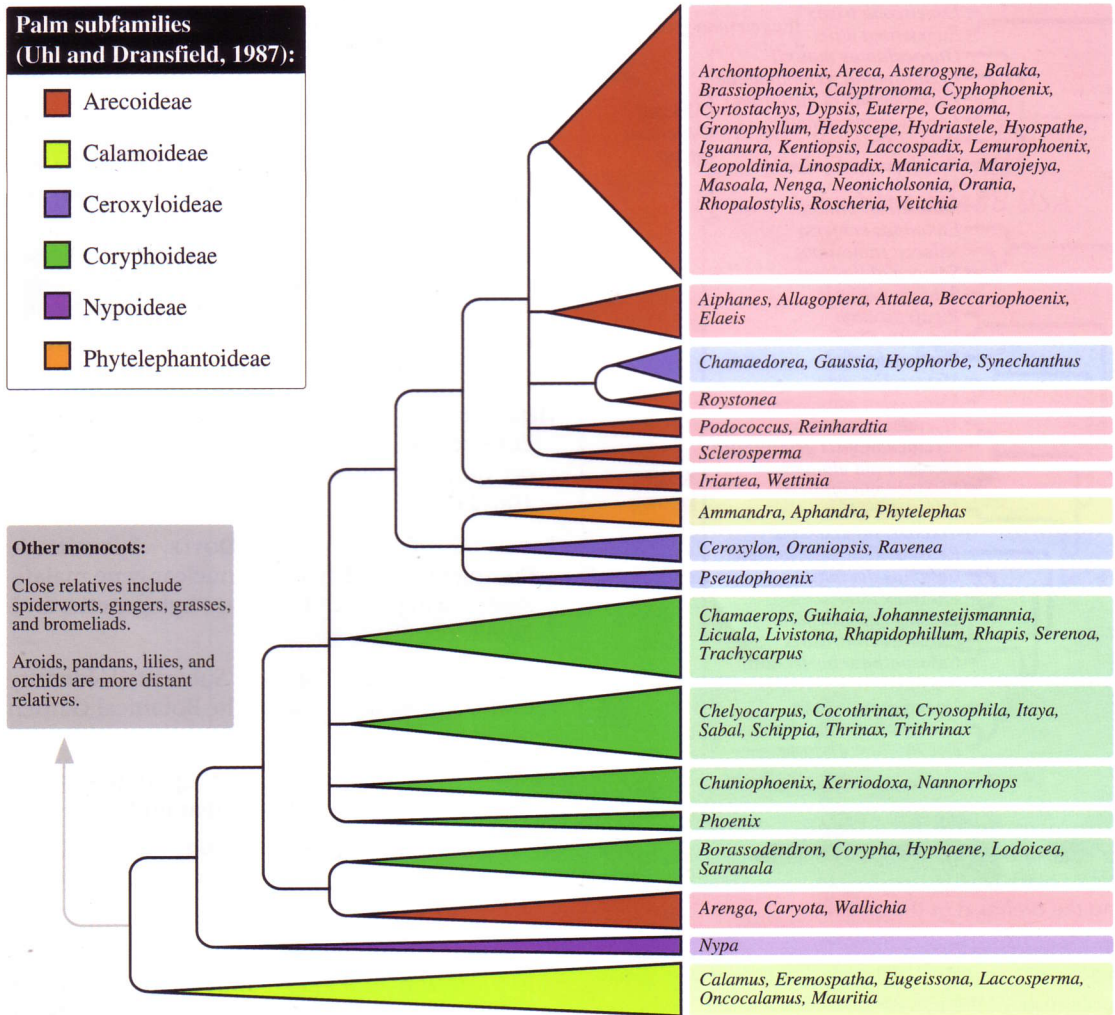 Palm subfamilies
(Uhl and Dransfield, 1987):
Arecoideae
Calamoideae
Ceroxyloideae
Coryphoideae
Nypoideae
Phytelephantoideae
Archontophoenix, Areca, Asterogyne, Balaka,
Brassiophoenix, Calyptronoma, Cyphophoenix,
Cyrtostachys, Dypsis, Euterpe, Geonoma,
Gronophyllum, Hedyscepe, Hydriastele, Hyospathe,
Iguanura, Kentiopsis, Laccospadix, Lemurophoenix,
Leopoldinia, Linospadix, Manicaria, Marojejya,
Masoala, Nenga, Neonicholsonia, Orania,
Rhopalostylis, Roscheria, Veitchia
Aiphanes, Allagoptera, Attalea, Beccariophoenix,
Elaeis
Chamaedorea, Gaussia, Hyophorbe, Synechanthus
Roystonea
Podococcus, Reinhardtia
Sclerosperma
Iriartea, Wettinia
Ammandra, Aphandra, Phytelephas
Ceroxylon, Oraniopsis, Ravenea
Pseudophoenix
Chamaerops, Guihaia, Johannesteijsmannia,
Licuala, Livistona, Rhapidophillum, Rhapis, Serenoa,
Trachycarpus
Chelyocarpus, Cocothrinax, Cryosophila, Itaya,
Sabal, Schippia, Thrinax, Trithrinax
Chuniophoenix, Kerriodoxa, Nannorrhops
Phoenix
Borassodendron, Corypha, Hyphaene, Lodoicea,
Satranala
Arenga, Caryota, Wallichia
Nypa
Calamus, Eremospatha, Eugeissona, Laccosperma,
Oncocalamus, Mauritia
Other monocots:
Close relatives include
spiderworts, gingers, grasses,
and bromeliads.
Aroids, pandans, lilies, and
orchids are more distant
relatives.